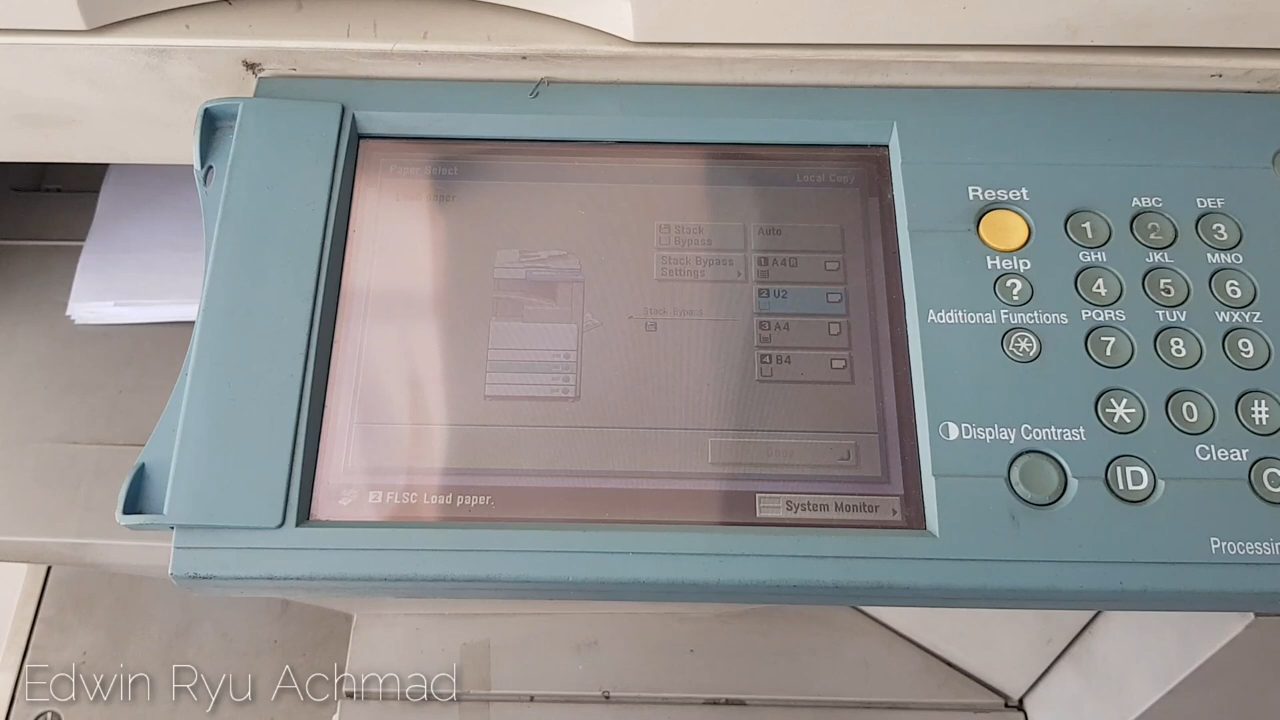 Paper Select
Local Copy
Load paper
Stack
Bypass
Auto
Stack Bypass
Settings
1 A4R
2 U2
3 A4
4 B4
Stack Bypass
2 FLSC Load paper.
System Monitor
Reset
Help
?
Additional Functions
Display Contrast
ABC
DEF
1
2
3
GHI
JKL
MNO
4
5
6
PQRS
TUV
WXYZ
7
8
9
*
0
#
Clear
ID
C
Edwin Ryu Achmad